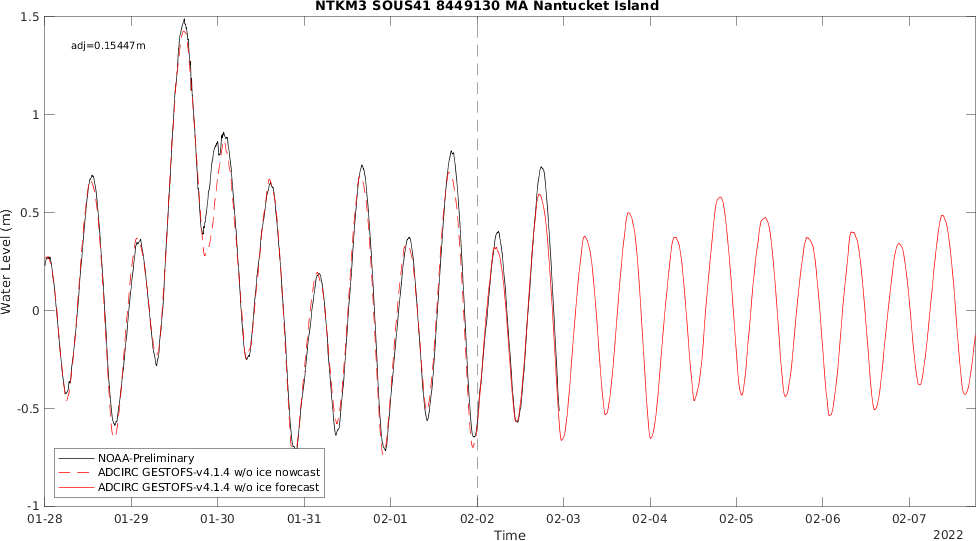 NTKM3 SOUS41 8449130 MA Nantucket Island
1.5
adj=0.15447m
1
0.5
Water Level (m)
0
-0.5
NOAA-Preliminary
ADCIRC GESTOFS-v4.1.4 w/o ice nowcast
ADCIRC GESTOFS-v4.1.4 w/o ice forecast
-1
01-28 01-29 01-30 01-31 02-01 02-02 02-03 02-04 02-05 02-06 02-07
Time
2022